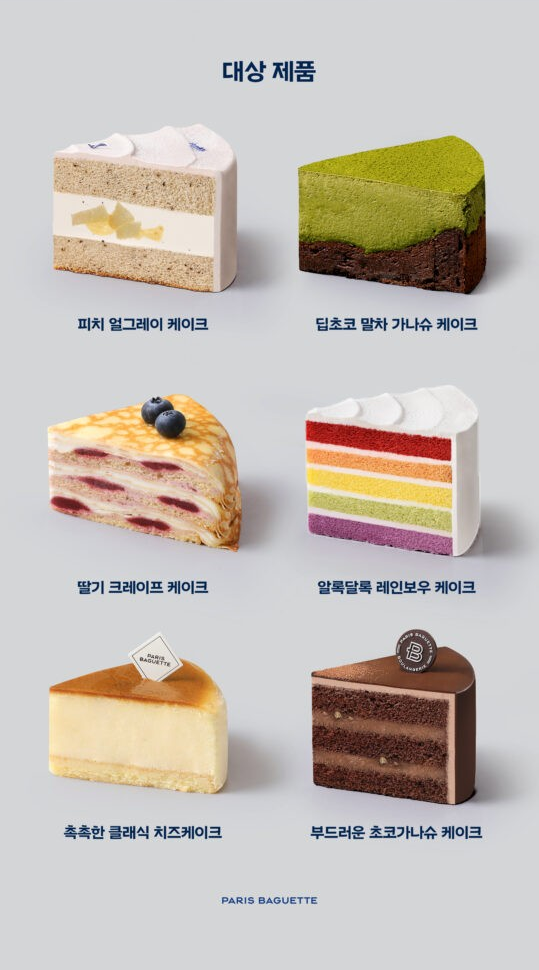 대상 제품
피치 얼그레이 케이크
딥초코 말차 가나슈 케이크
딸기 크레이프 케이크
알록달록 레인보우 케이크
PARIS
BAGUETTE
PARIS BAGUETTE
B
BOULANGERIE
촉촉한 클래식 치즈케이크
부드러운 초코가나슈 케이크
PARIS BAGUETTE